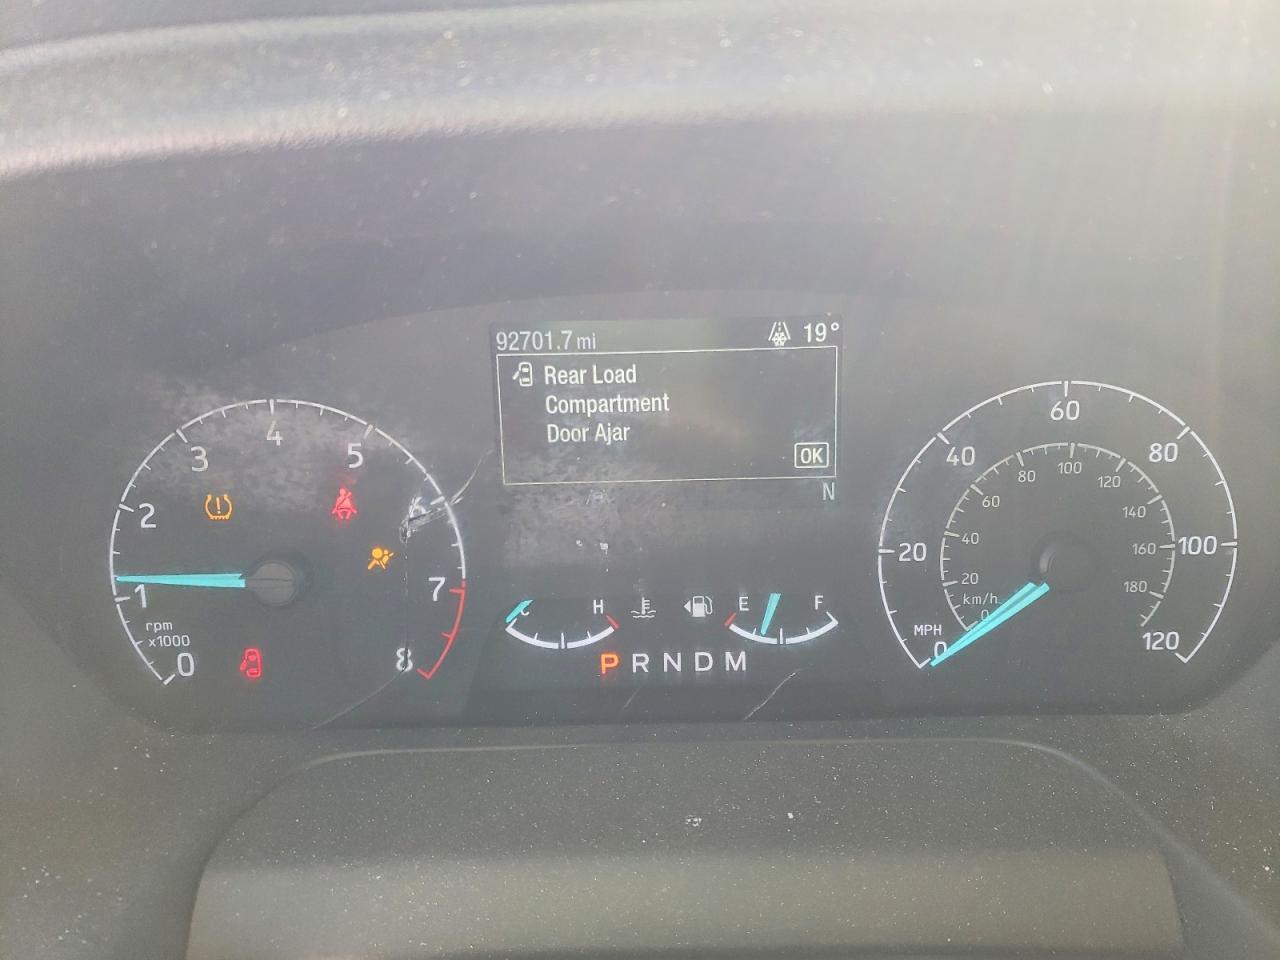 92701.7 mi 19°
Rear Load
Compartment
Door Ajar
OK
N
0 1 2 3 4 5 7 8
rpm
x1000
C H
E F
P R N D M
0 20 40 60 80 100 120
MPH
0 20 40 60 80 100 120 140 160 180
km/h